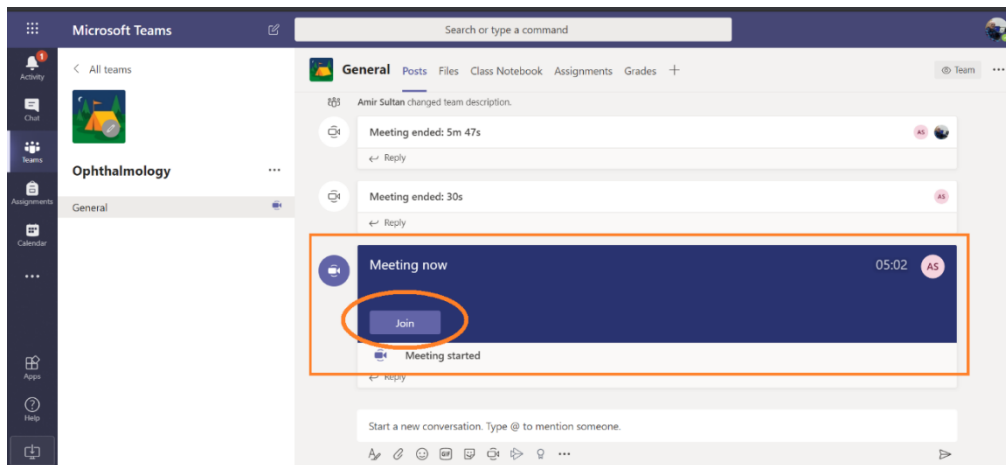 Microsoft Teams
Search or type a command
1
Activity
Chat
Teams
Assignments
Calendar
Apps
Help
All teams
Ophthalmology
General
General Posts Files Class Notebook Assignments Grades
Team
Amir Sultan changed team description.
Meeting ended: 5m 47s
AS
Reply
Meeting ended: 30s
AS
Reply
Meeting now
05:02 AS
Join
Meeting started
Reply
Start a new conversation. Type @ to mention someone.
GIF